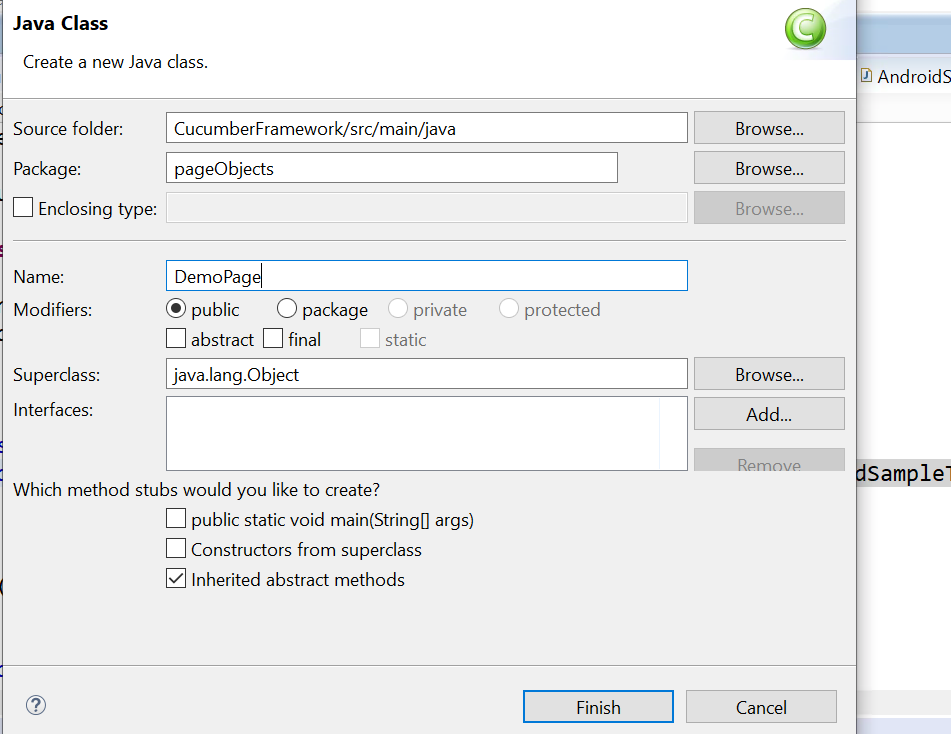 Java Class
Create a new Java class.
AndroidS
Source folder: CucumberFramework/src/main/java Browse...
Package: pageObjects Browse...
Enclosing type: Browse...
Name: DemoPage
Modifiers: public package private protected
abstract final static
Superclass: java.lang.Object Browse...
Interfaces: Add...
Remove
dSampleT
Which method stubs would you like to create?
public static void main(String[] args)
Constructors from superclass
Inherited abstract methods
? Finish Cancel